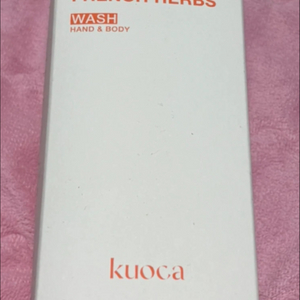 FRENCH HERBS
WASH
HAND & BODY
kuoca